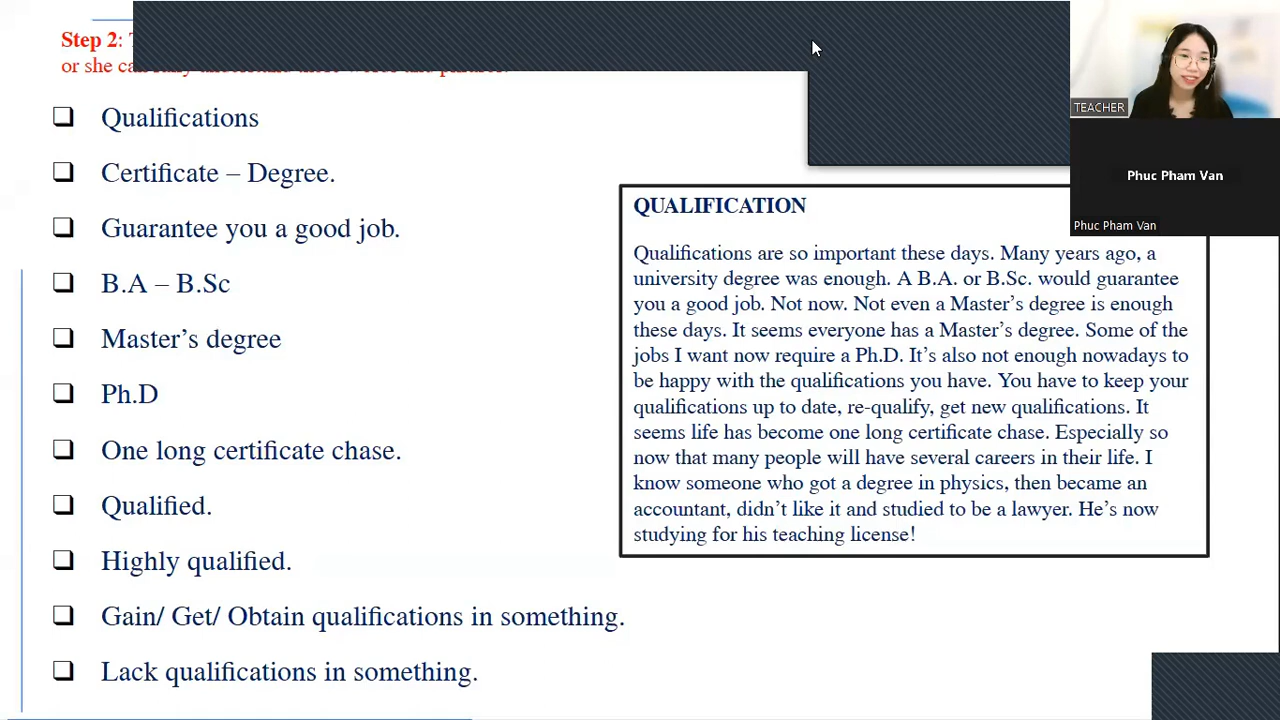 Step 2:
or she can fully understand these words and phrases.
Qualifications
Certificate – Degree.
Guarantee you a good job.
B.A – B.Sc
Master’s degree
Ph.D
One long certificate chase.
Qualified.
Highly qualified.
Gain/ Get/ Obtain qualifications in something.
Lack qualifications in something.
QUALIFICATION
Qualifications are so important these days. Many years ago, a
university degree was enough. A B.A. or B.Sc. would guarantee
you a good job. Not now. Not even a Master’s degree is enough
these days. It seems everyone has a Master’s degree. Some of the
jobs I want now require a Ph.D. It’s also not enough nowadays to
be happy with the qualifications you have. You have to keep your
qualifications up to date, re-qualify, get new qualifications. It
seems life has become one long certificate chase. Especially so
now that many people will have several careers in their life. I
know someone who got a degree in physics, then became an
accountant, didn’t like it and studied to be a lawyer. He’s now
studying for his teaching license!
TEACHER
Phuc Pham Van
Phuc Pham Van